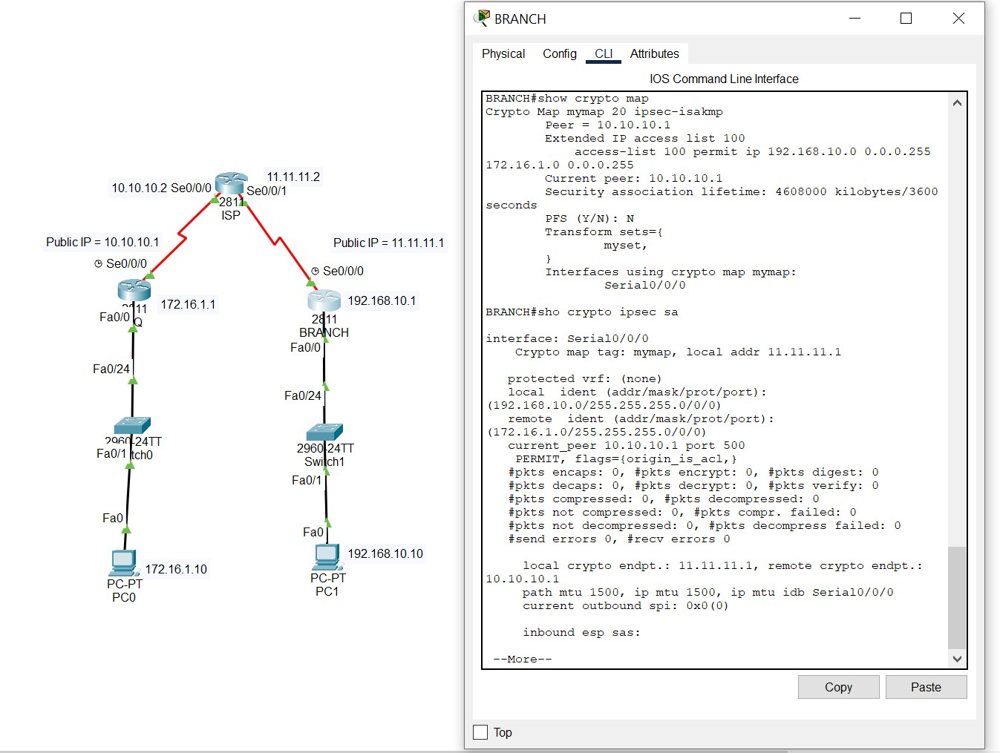 BRANCH
Physical Config CLI Attributes
IOS Command Line Interface
BRANCH#show crypto map
Crypto Map mymap 20 ipsec-isakmp
Peer = 10.10.10.1
Extended IP access list 100
access-list 100 permit ip 192.168.10.0 0.0.0.255
172.16.1.0 0.0.0.255
Current peer: 10.10.10.1
Security association lifetime: 4608000 kilobytes/3600
seconds
PFS (Y/N): N
Transform sets={
myset,
}
Interfaces using crypto map mymap:
Serial0/0/0
BRANCH#sho crypto ipsec sa
interface: Serial0/0/0
Crypto map tag: mymap, local addr 11.11.11.1
protected vrf: (none)
local ident (addr/mask/prot/port):
(192.168.10.0/255.255.255.0/0/0)
remote ident (addr/mask/prot/port):
(172.16.1.0/255.255.255.0/0/0)
current_peer 10.10.10.1 port 500
PERMIT, flags={origin_is_acl,}
#pkts encaps: 0, #pkts encrypt: 0, #pkts digest: 0
#pkts decaps: 0, #pkts decrypt: 0, #pkts verify: 0
#pkts compressed: 0, #pkts decompressed: 0
#pkts not compressed: 0, #pkts compr. failed: 0
#pkts not decompressed: 0, #pkts decompress failed: 0
#send errors 0, #recv errors 0
local crypto endpt.: 11.11.11.1, remote crypto endpt.:
10.10.10.1
path mtu 1500, ip mtu 1500, ip mtu idb Serial0/0/0
current outbound spi: 0x0(0)
inbound esp sas:
--More--
Copy Paste
Top
11.11.11.2
10.10.10.2 Se0/0/0
Se0/0/1
2811
ISP
Public IP = 10.10.10.1
Public IP = 11.11.11.1
Se0/0/0
Se0/0/0
172.16.1.1
192.168.10.1
Fa0/0
2811
BRANCH
Fa0/0
Fa0/24
Fa0/24
2960-24TT
Fa0/1
2960-24TT
Switch1
Fa0/1
Fa0
Fa0
192.168.10.10
172.16.1.10
PC-PT
PC0
PC-PT
PC1